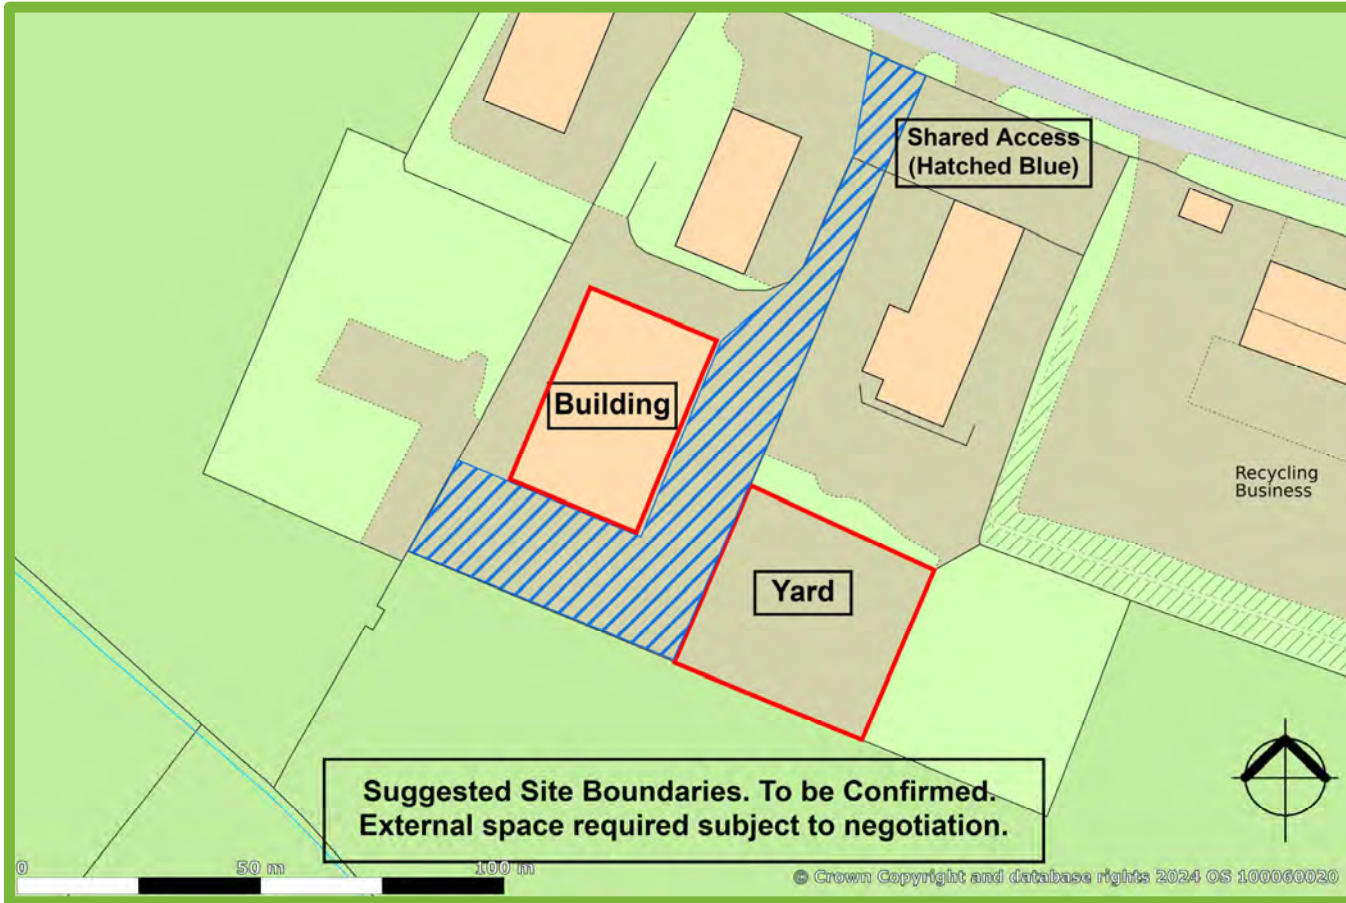 Shared Access
(Hatched Blue)
Building
Recycling
Business
Yard
Suggested Site Boundaries. To be Confirmed.
External space required subject to negotiation.
0
50 m
100 m
© Crown Copyright and database rights 2024 OS 100060020